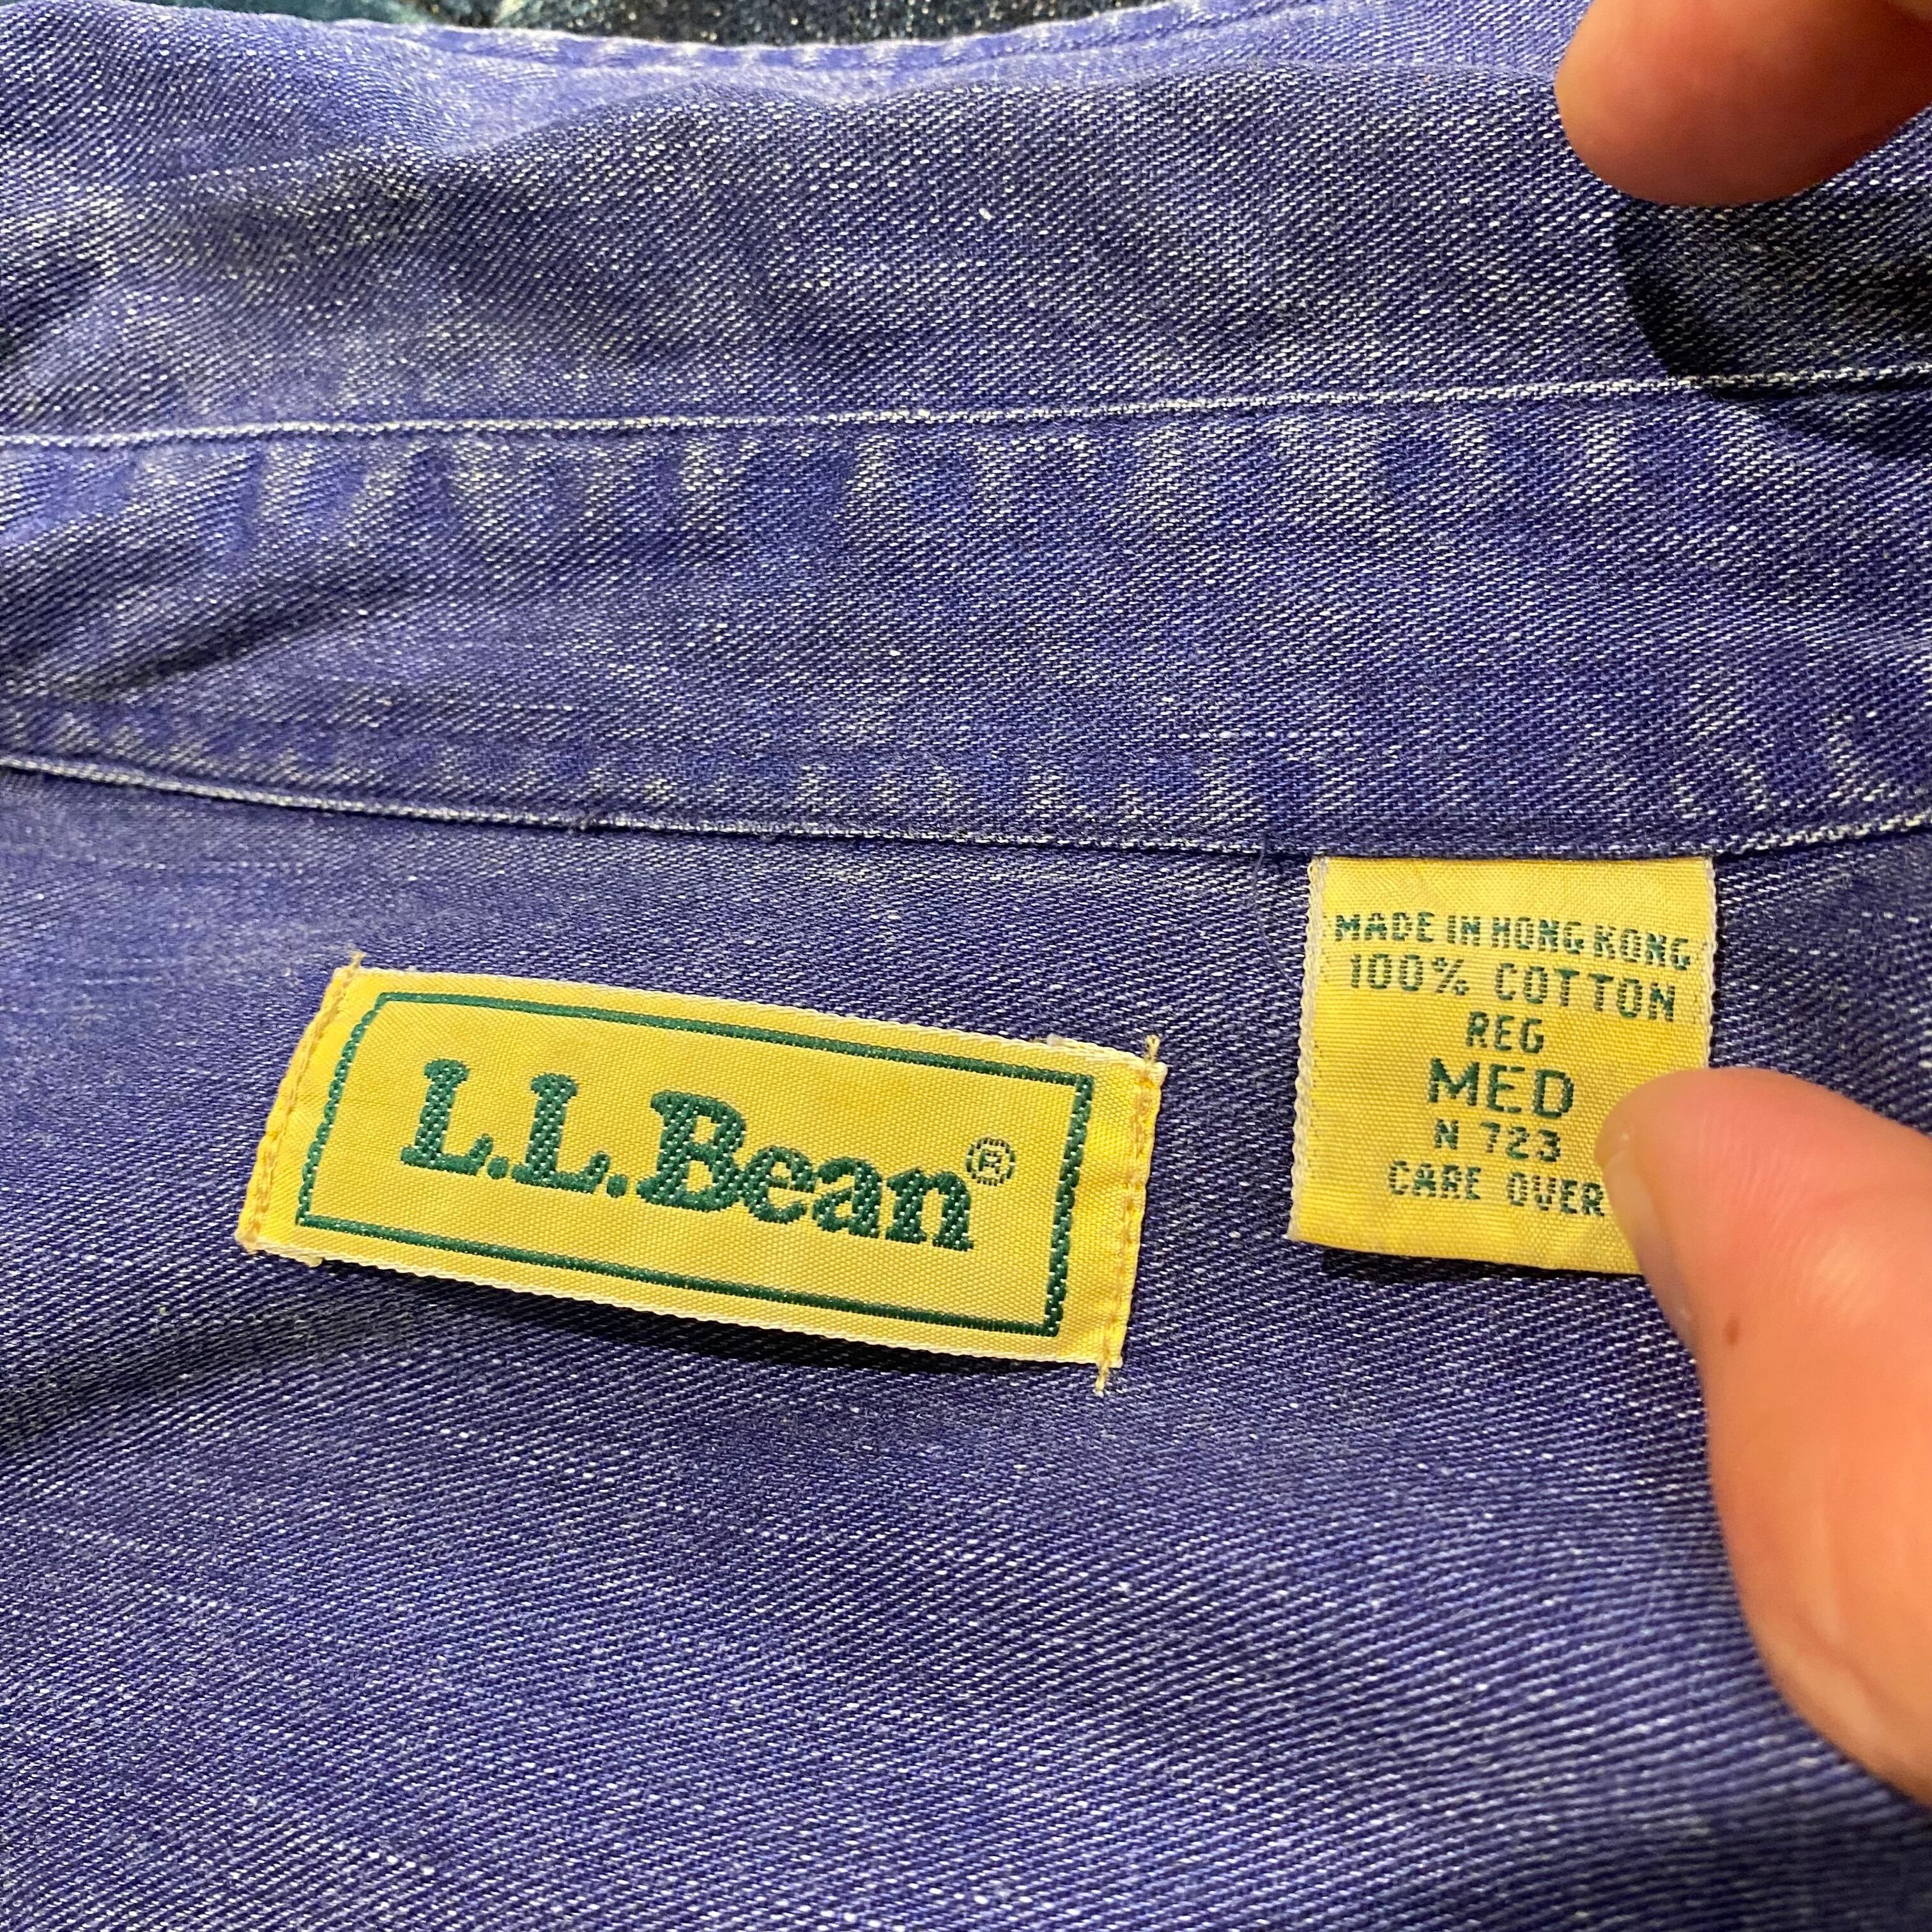 L.L.Bean®
MADE IN HONG KONG
100% COTTON
REG
MED
N 723
CARE OVER